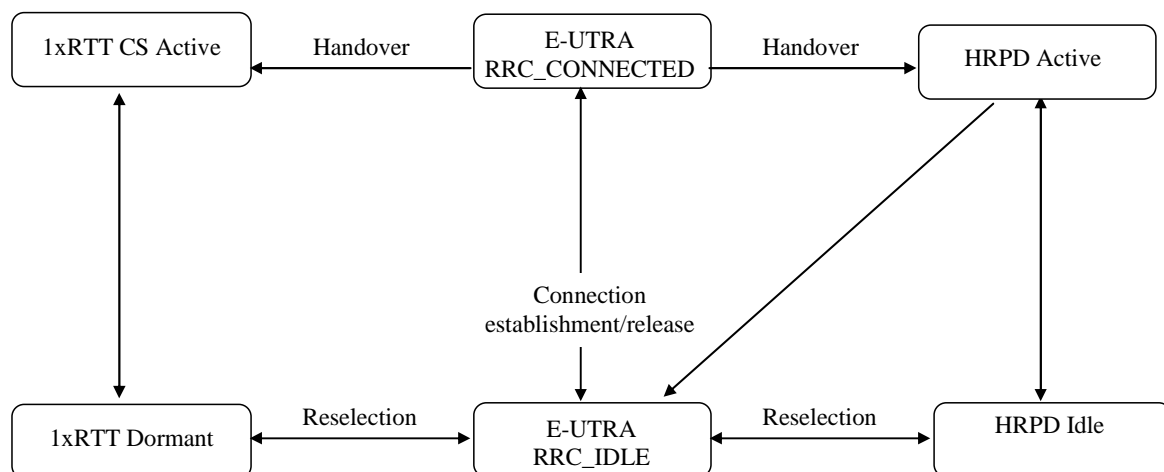 1xRTT CS Active
Handover
E-UTRA
RRC_CONNECTED
Handover
HRPD Active
Connection
establishment/release
1xRTT Dormant
Reselection
E-UTRA
RRC_IDLE
Reselection
HRPD Idle